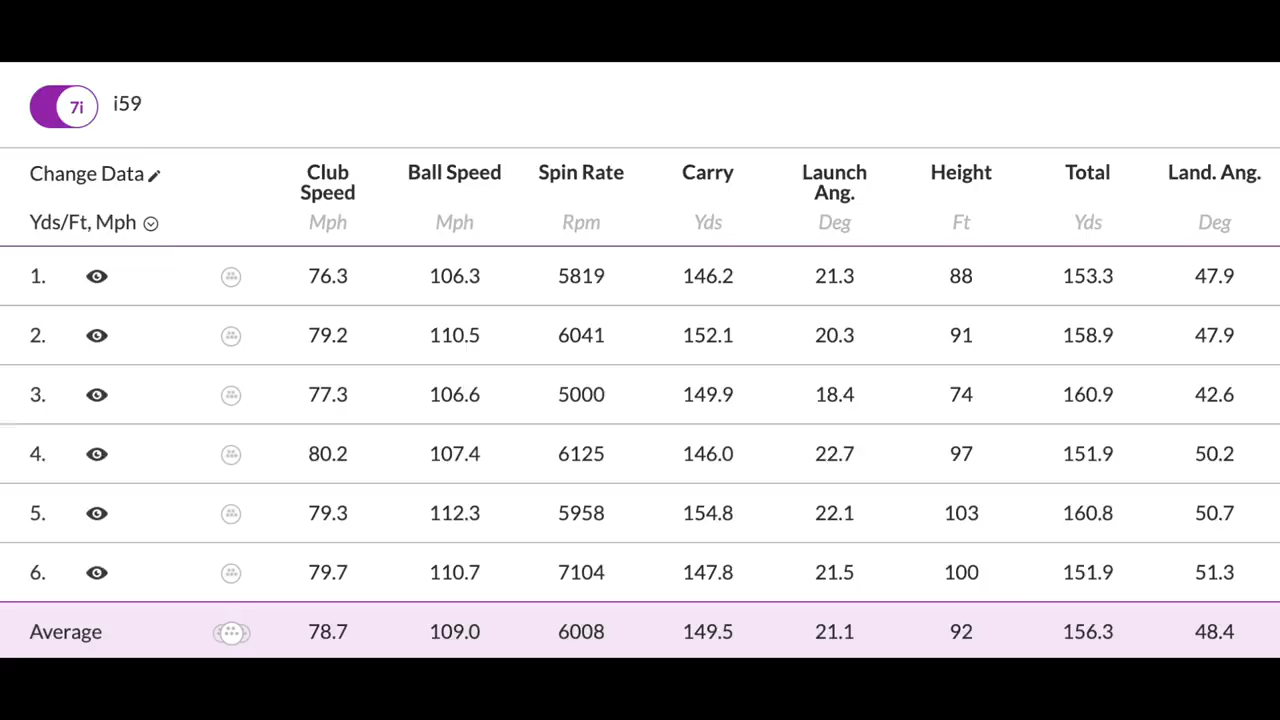 7i i59
Change Data Club Speed Ball Speed Spin Rate Carry Launch Ang. Height Total Land. Ang.
Yds/Ft, Mph Mph Mph Rpm Yds Deg Ft Yds Deg
1. 76.3 106.3 5819 146.2 21.3 88 153.3 47.9
2. 79.2 110.5 6041 152.1 20.3 91 158.9 47.9
3. 77.3 106.6 5000 149.9 18.4 74 160.9 42.6
4. 80.2 107.4 6125 146.0 22.7 97 151.9 50.2
5. 79.3 112.3 5958 154.8 22.1 103 160.8 50.7
6. 79.7 110.7 7104 147.8 21.5 100 151.9 51.3
Average 78.7 109.0 6008 149.5 21.1 92 156.3 48.4